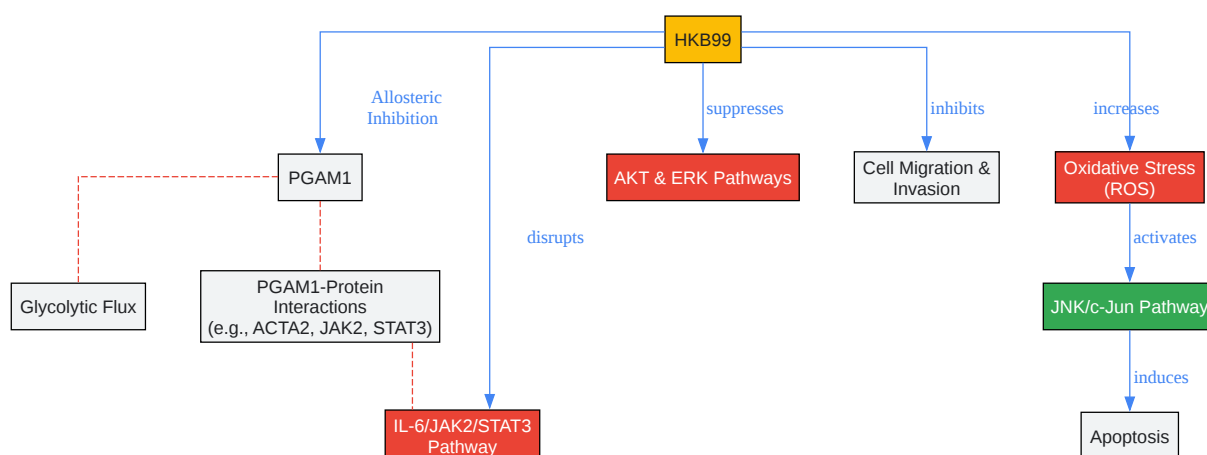 HKB99
Allosteric
Inhibition
suppresses
inhibits
increases
PGAM1
AKT & ERK Pathways
Cell Migration &
Invasion
Oxidative Stress
(ROS)
disrupts
activates
Glycolytic Flux
PGAM1-Protein
Interactions
(e.g., ACTA2, JAK2, STAT3)
JNK/c-Jun Pathway
induces
IL-6/JAK2/STAT3
Pathway
Apoptosis